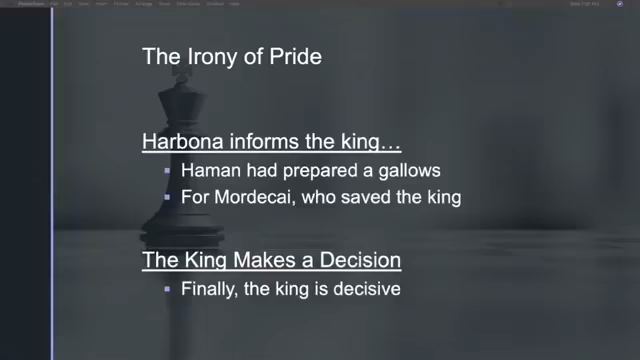 The Irony of Pride
Harbona informs the king…
Haman had prepared a gallows
For Mordecai, who saved the king
The King Makes a Decision
Finally, the king is decisive